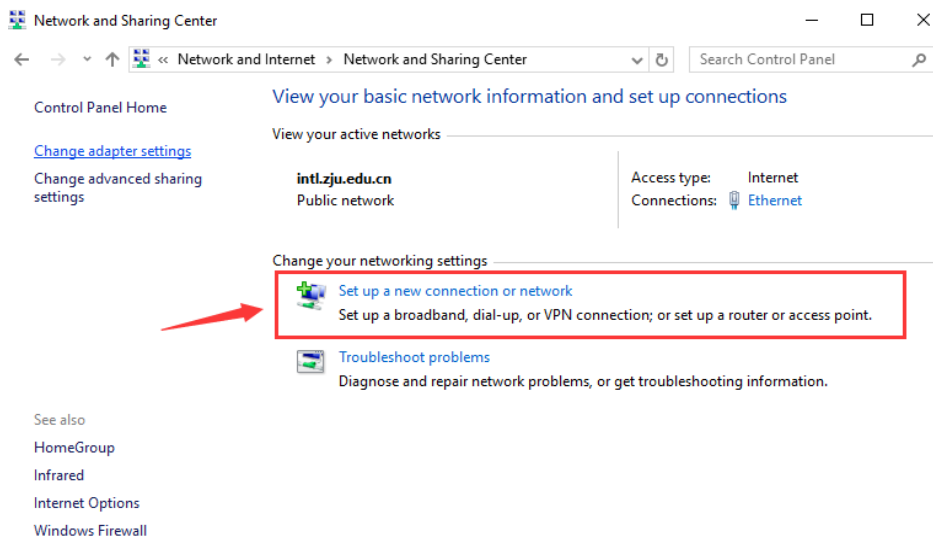 Network and Sharing Center
« Network and Internet › Network and Sharing Center
Search Control Panel
Control Panel Home
Change adapter settings
Change advanced sharing
settings
View your basic network information and set up connections
View your active networks
intl.zju.edu.cn
Public network
Access type: Internet
Connections: Ethernet
Change your networking settings
Set up a new connection or network
Set up a broadband, dial-up, or VPN connection; or set up a router or access point.
Troubleshoot problems
Diagnose and repair network problems, or get troubleshooting information.
See also
HomeGroup
Infrared
Internet Options
Windows Firewall